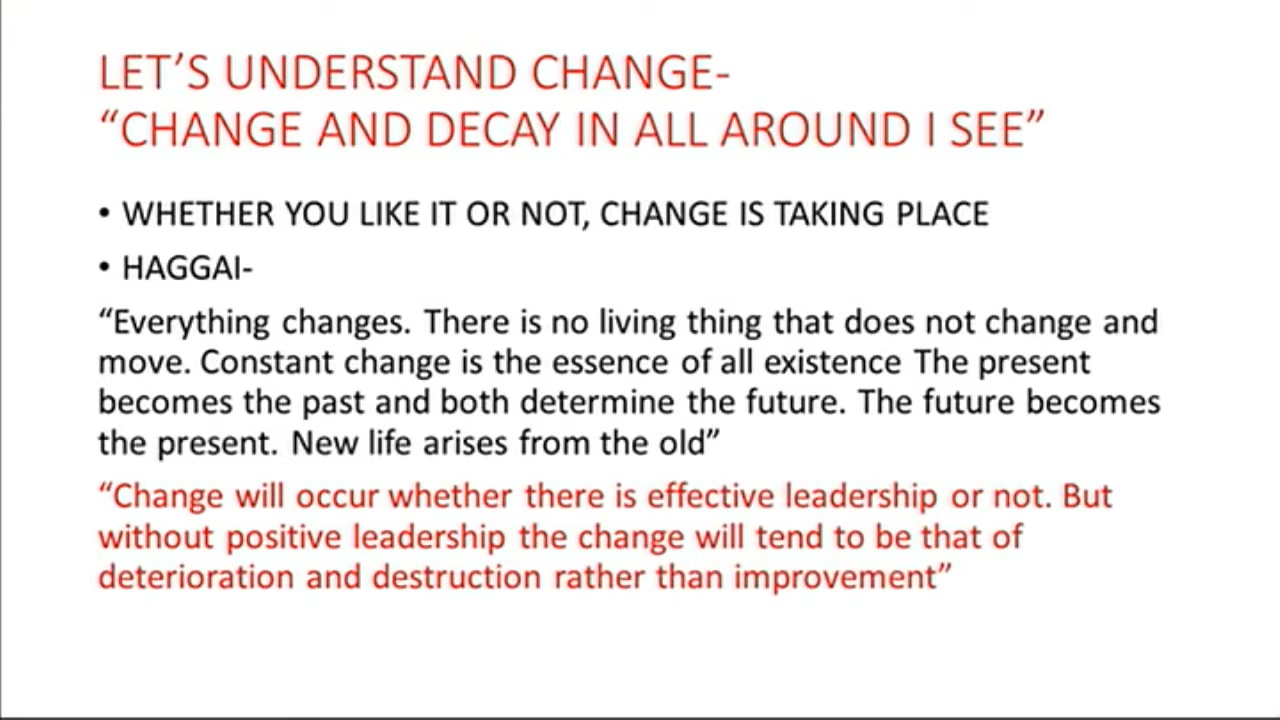 LET’S UNDERSTAND CHANGE-
“CHANGE AND DECAY IN ALL AROUND I SEE”
• WHETHER YOU LIKE IT OR NOT, CHANGE IS TAKING PLACE
• HAGGAI-
“Everything changes. There is no living thing that does not change and
move. Constant change is the essence of all existence The present
becomes the past and both determine the future. The future becomes
the present. New life arises from the old”
“Change will occur whether there is effective leadership or not. But
without positive leadership the change will tend to be that of
deterioration and destruction rather than improvement”